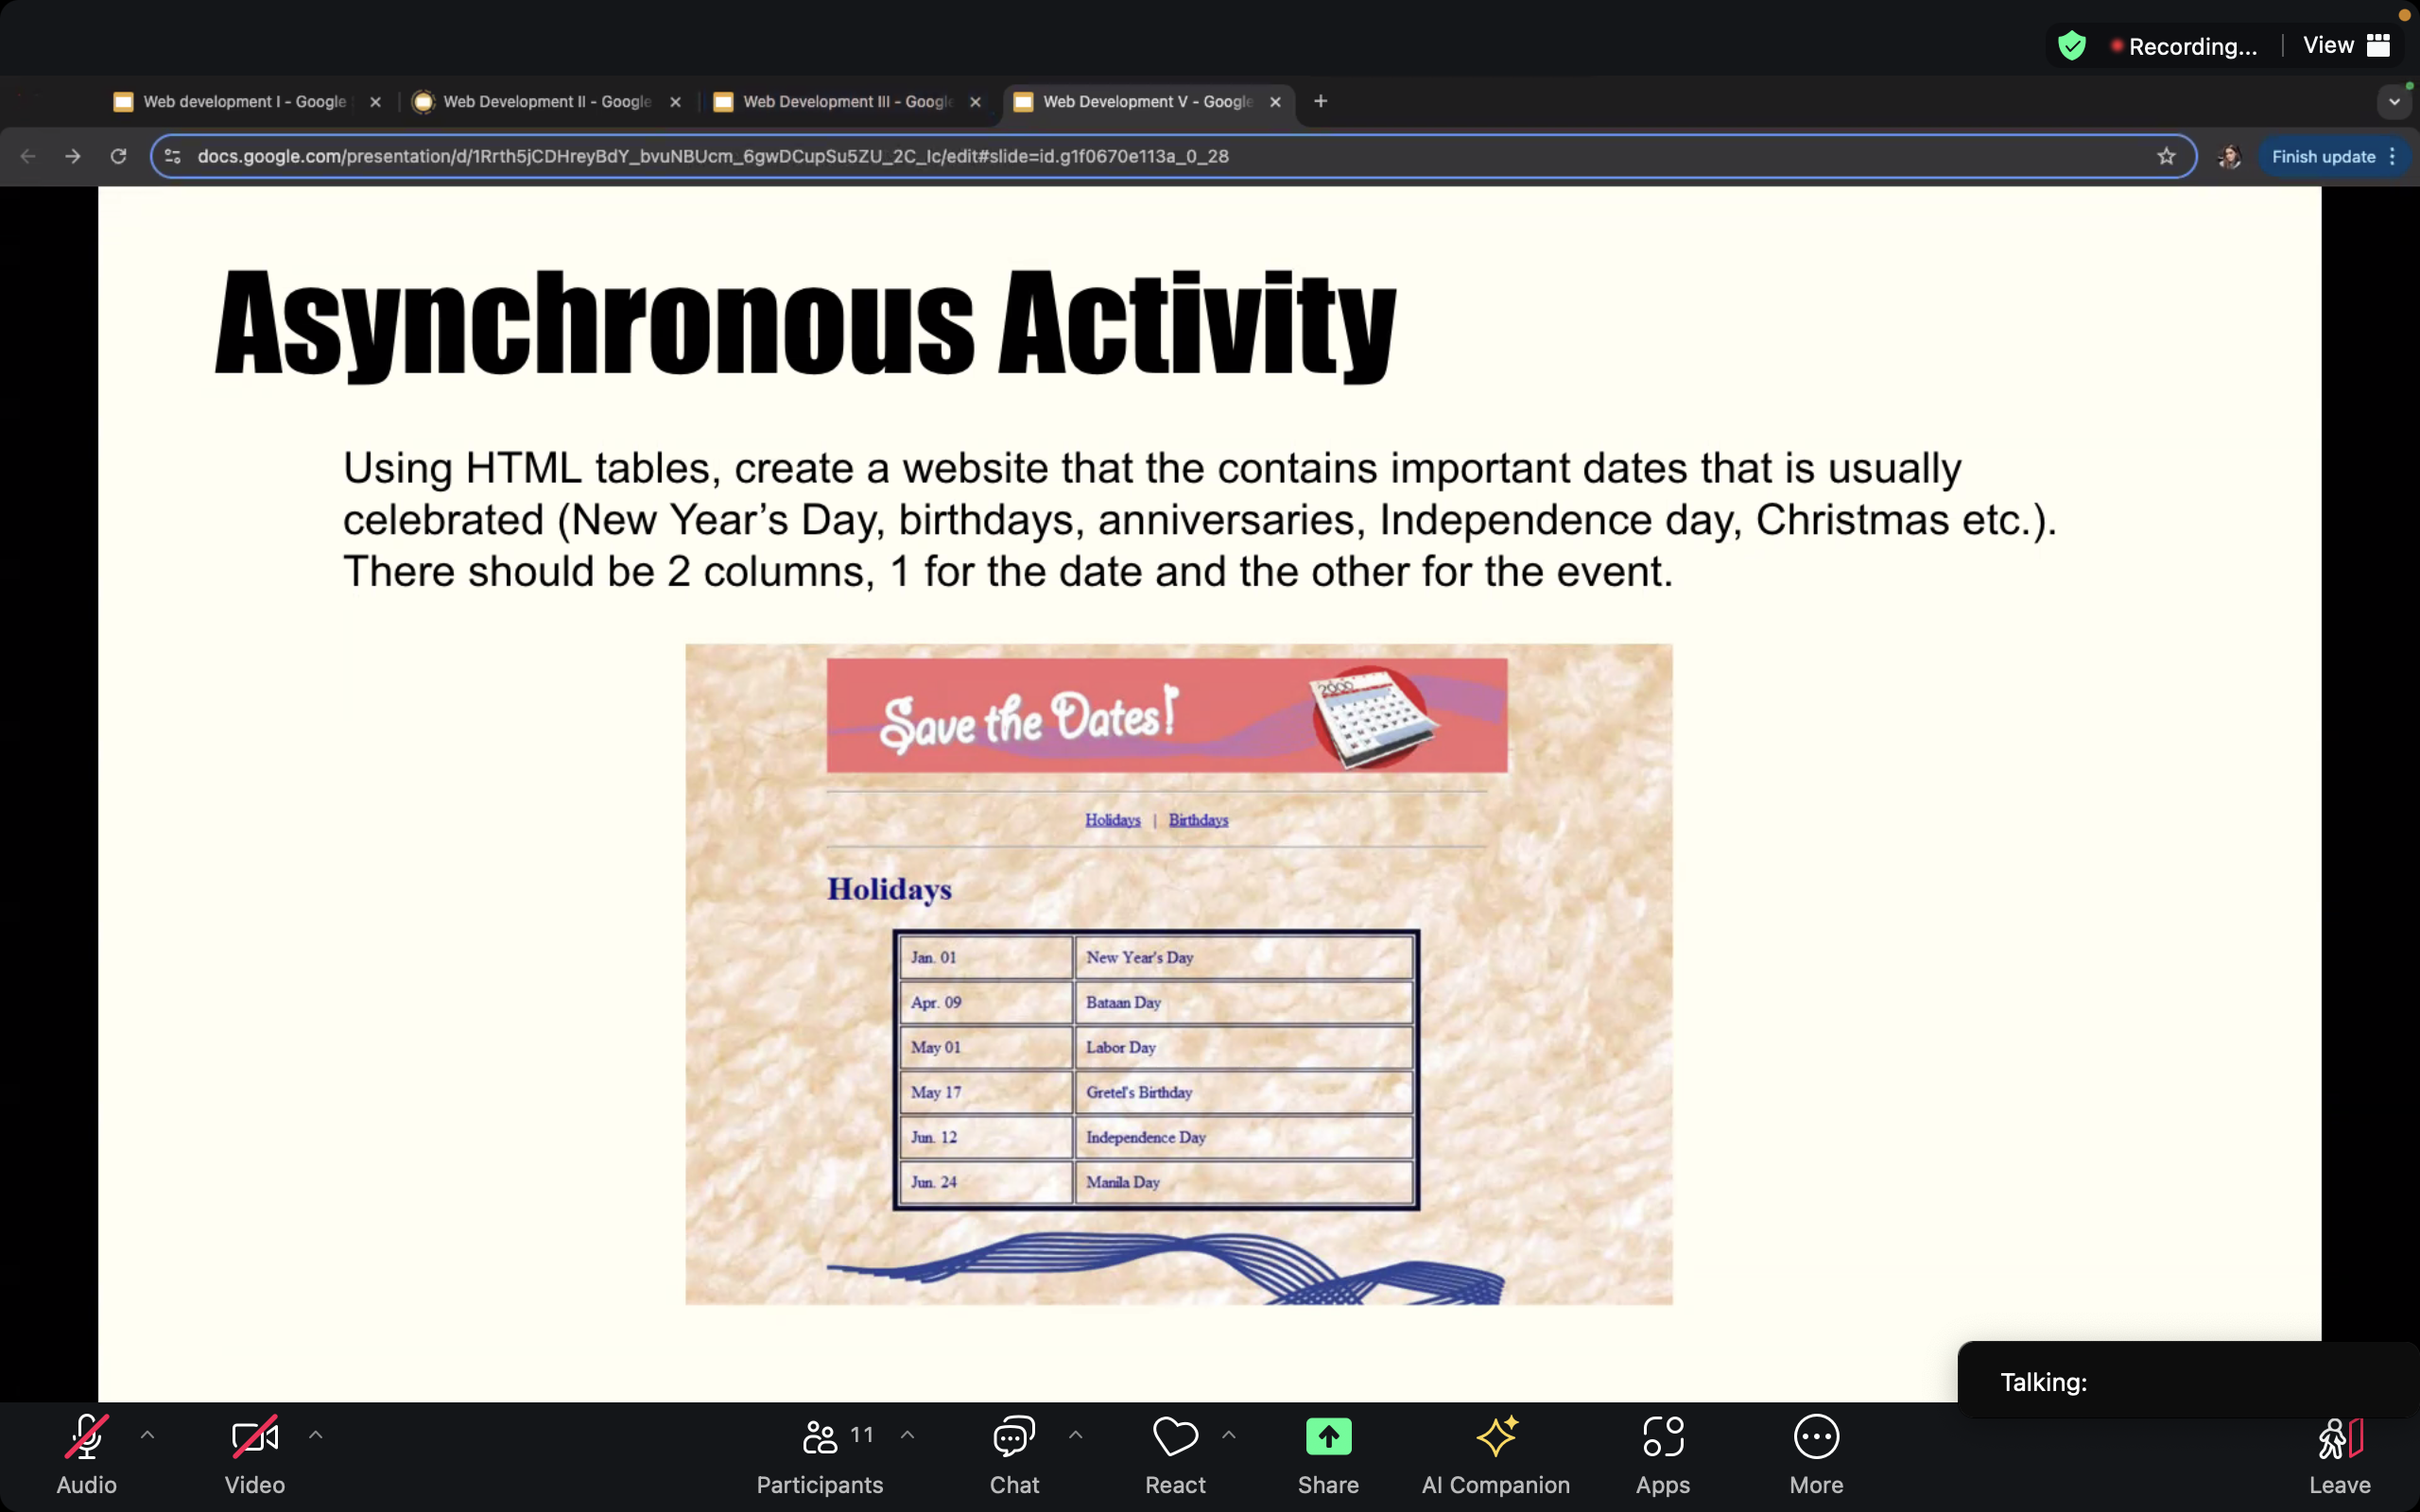 Recording...
View
Web development I - Google
Web Development II - Google
Web Development III - Google
Web Development V - Google
docs.google.com/presentation/d/1Rrth5jCDHreyBdY_bvuNBUcm_6gwDCupSu5ZU_2C_Ic/edit#slide=id.g1f0670e113a_0_28
Finish update
Asynchronous Activity
Using HTML tables, create a website that the contains important dates that is usually
celebrated (New Year’s Day, birthdays, anniversaries, Independence day, Christmas etc.).
There should be 2 columns, 1 for the date and the other for the event.
Save the Dates!
2000
Holidays | Birthdays
Holidays
Jan. 01 New Year's Day
Apr. 09 Bataan Day
May 01 Labor Day
May 17 Gretel's Birthday
Jun. 12 Independence Day
Jun. 24 Manila Day
Talking:
11
Audio
Video
Participants
Chat
React
Share
AI Companion
Apps
More
Leave